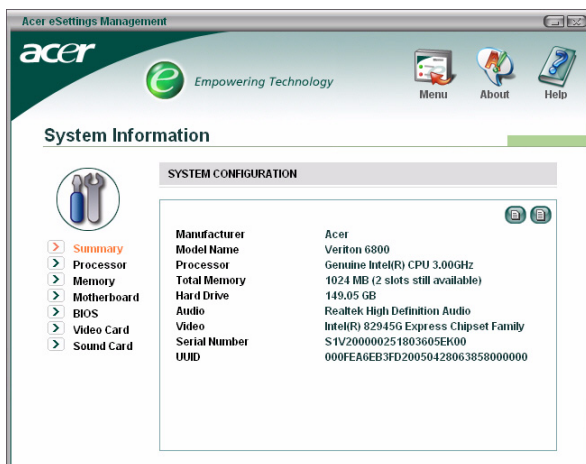 Acer eSettings Management
acer
e Empowering Technology
Menu About Help
System Information
SYSTEM CONFIGURATION
Summary
Processor
Memory
Motherboard
BIOS
Video Card
Sound Card
Manufacturer Acer
Model Name Veriton 6800
Processor Genuine Intel(R) CPU 3.00GHz
Total Memory 1024 MB (2 slots still available)
Hard Drive 149.05 GB
Audio Realtek High Definition Audio
Video Intel(R) 82945G Express Chipset Family
Serial Number S1V200000251803605EK00
UUID 000FEA6EB3FD20050428063858000000